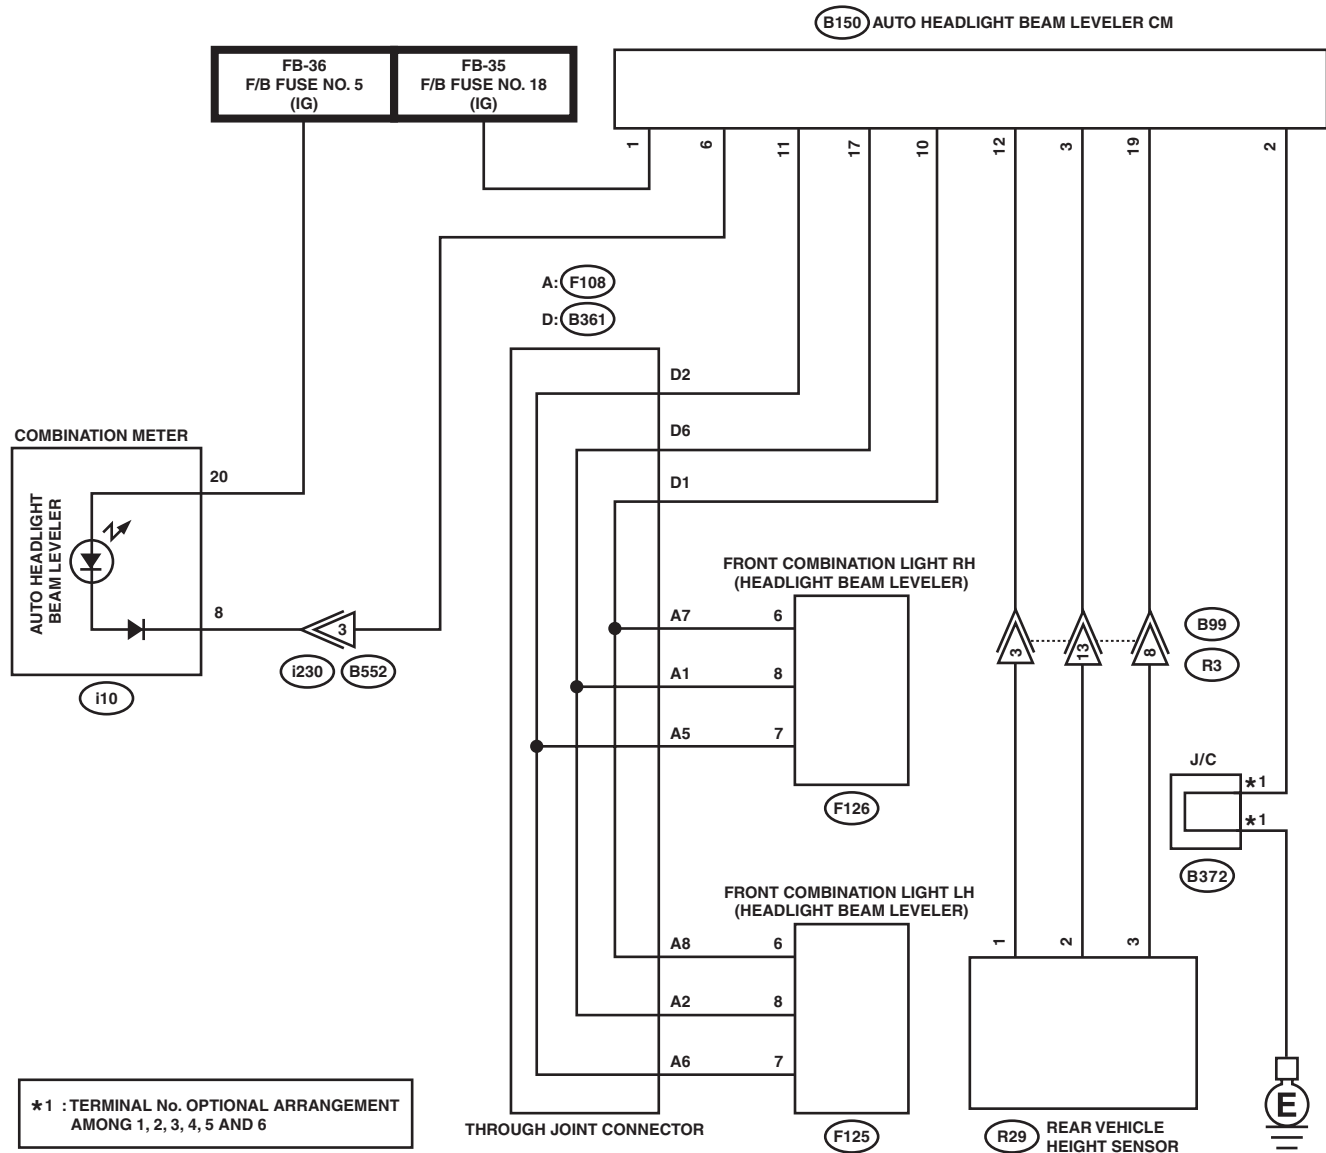 B150 AUTO HEADLIGHT BEAM LEVELER CM
FB-36
F/B FUSE NO. 5
(IG)
FB-35
F/B FUSE NO. 18
(IG)
1
6
11
17
10
12
3
19
2
A: F108
D: B361
D2
D6
D1
COMBINATION METER
20
AUTO HEADLIGHT
BEAM LEVELER
8
3
i230
B552
i10
FRONT COMBINATION LIGHT RH
(HEADLIGHT BEAM LEVELER)
A7
6
A1
8
A5
7
F126
3
13
8
B99
R3
J/C
*1
*1
B372
FRONT COMBINATION LIGHT LH
(HEADLIGHT BEAM LEVELER)
A8
6
A2
8
A6
7
F125
1
2
3
THROUGH JOINT CONNECTOR
R29
REAR VEHICLE
HEIGHT SENSOR
E
*1 : TERMINAL No. OPTIONAL ARRANGEMENT
AMONG 1, 2, 3, 4, 5 AND 6